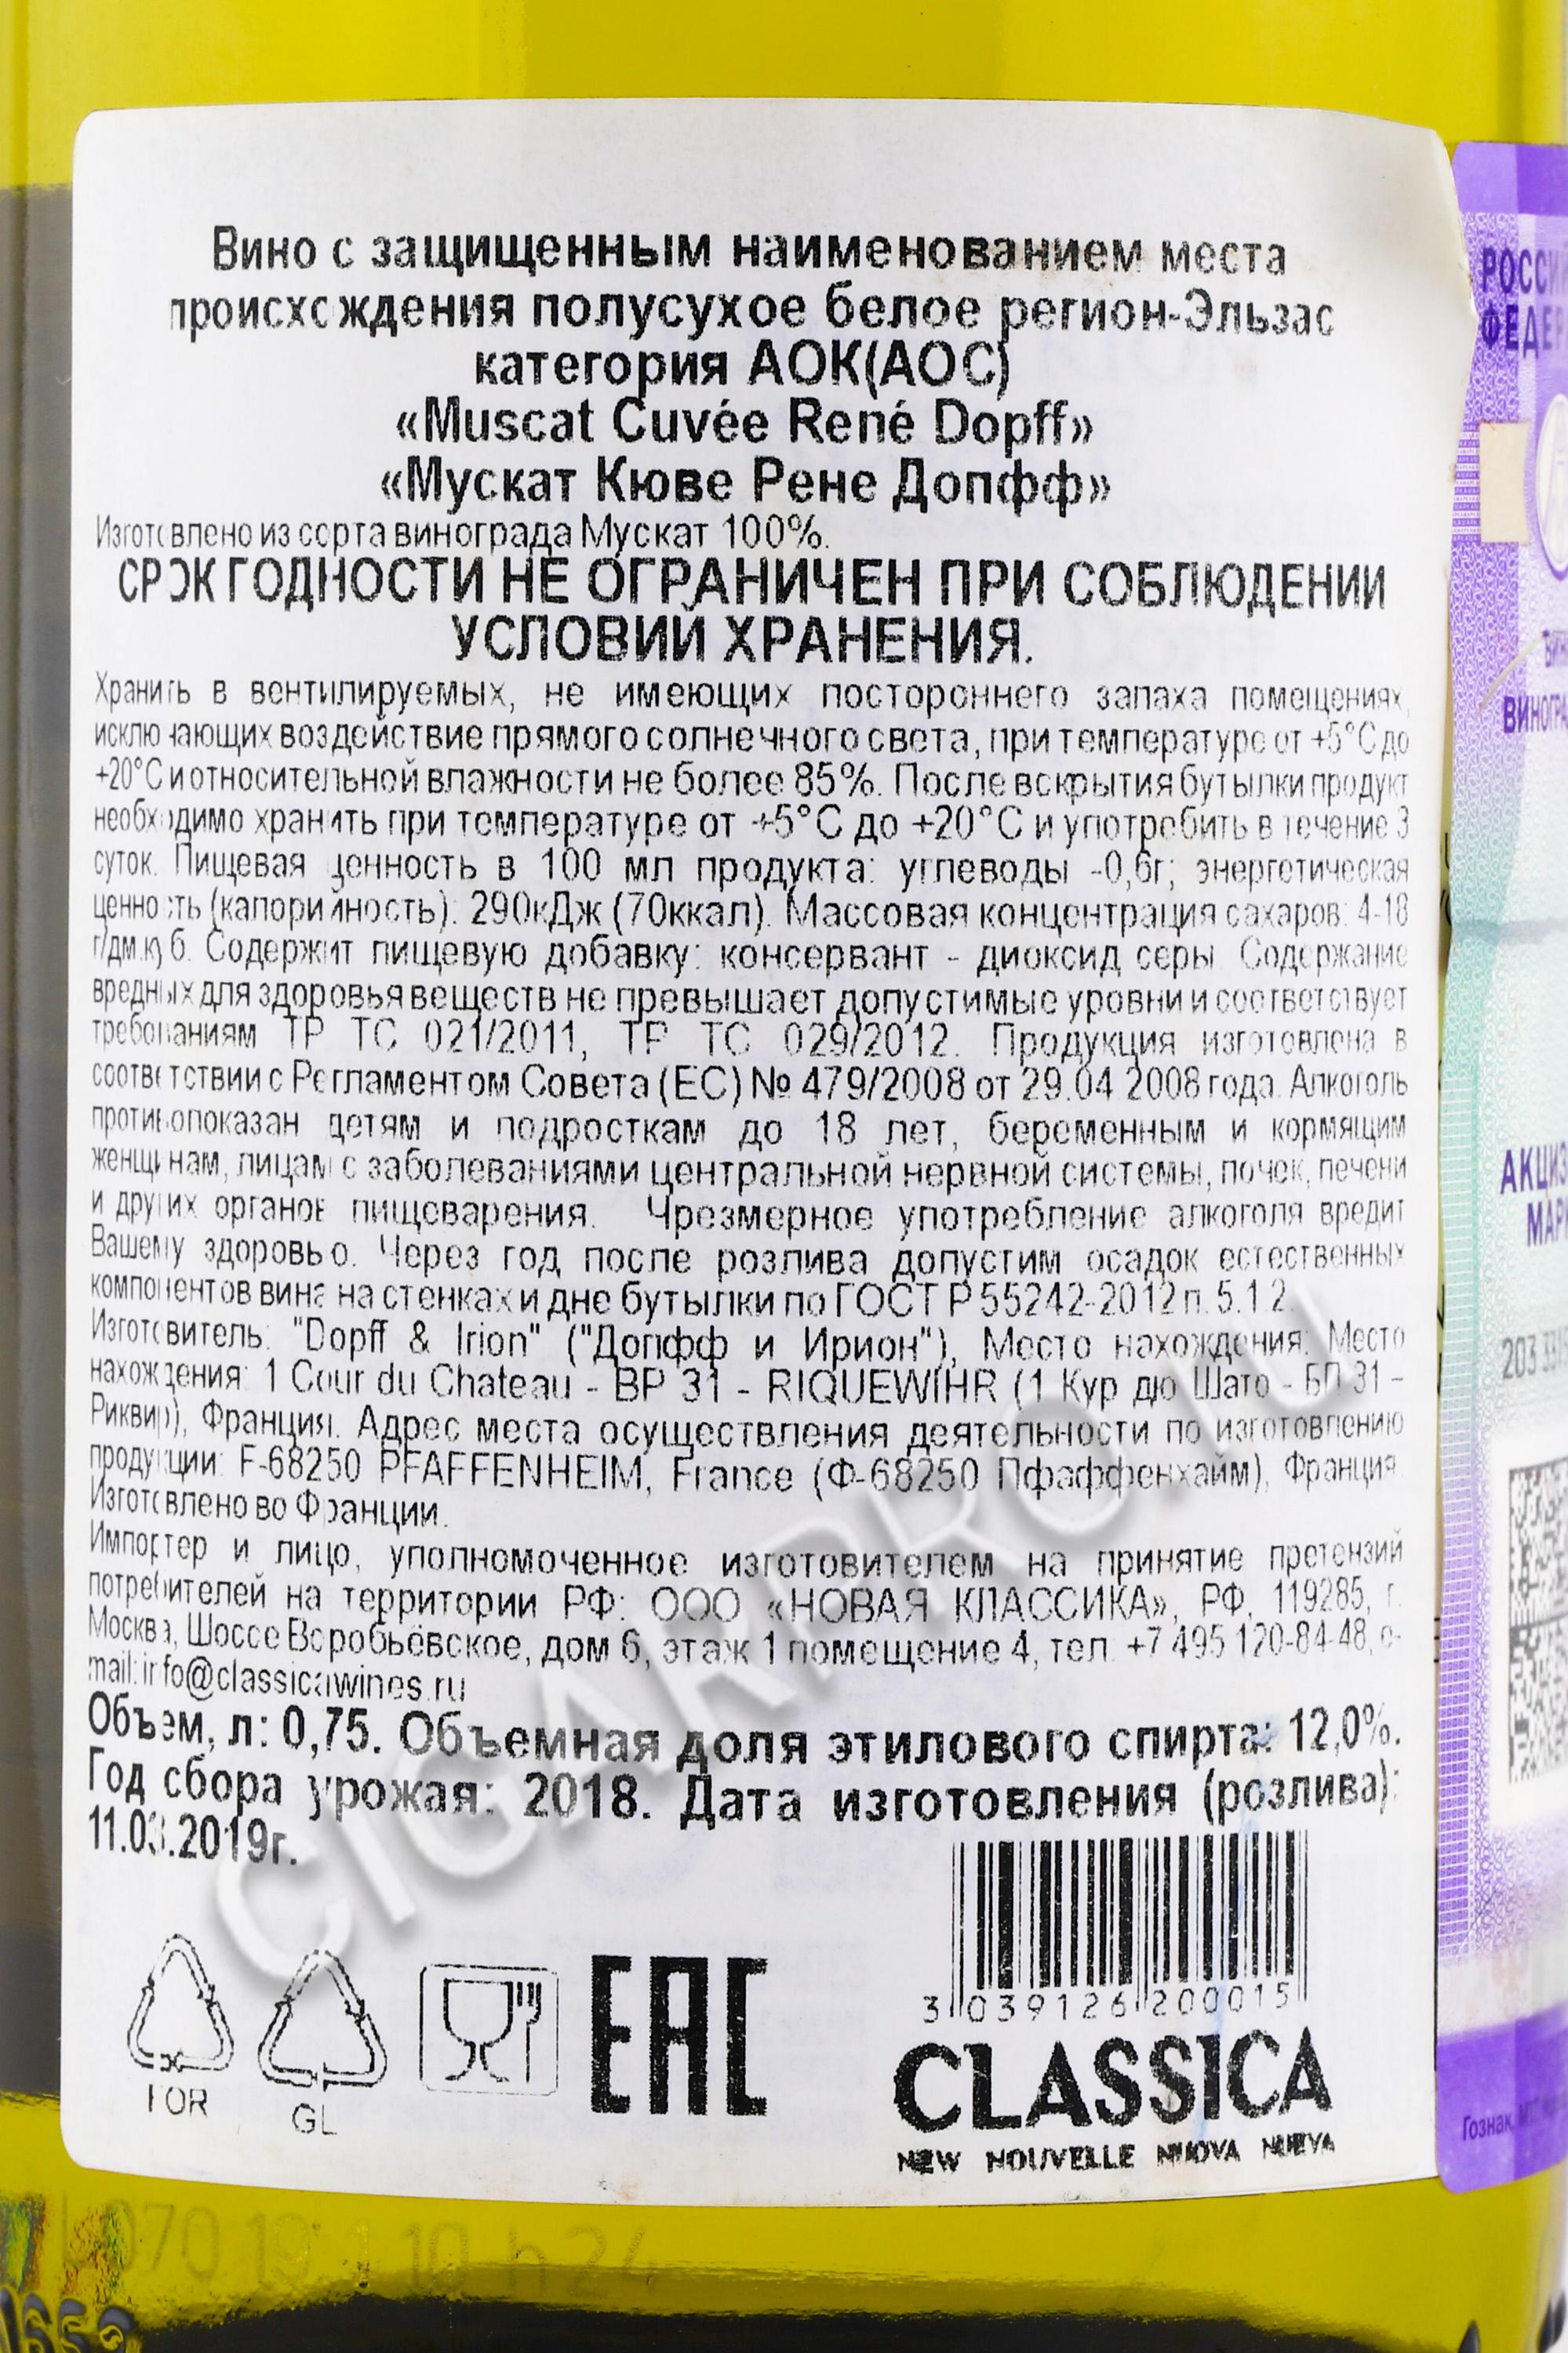 Вино с защищенным наименованием места
происхождения полусухое белое регион-Эльзас
категория АОК(АОС)
«Muscat Cuvée René Dopff»
«Мускат Кюве Рене Допфф»
Изготовлено из сорта винограда Мускат 100%.
СРОК ГОДНОСТИ НЕ ОГРАНИЧЕН ПРИ СОБЛЮДЕНИИ
УСЛОВИЙ ХРАНЕНИЯ.
Хранить в вентилируемых, не имеющих постороннего запаха помещениях,
исключающих воздействие прямого солнечного света, при температуре от +5°С до
+20°С и относительной влажности не более 85%. После вскрытия бутылки продукт
необходимо хранить при температуре от +5°С до +20°С и употребить в течение 3
суток. Пищевая ценность в 100 мл продукта: углеводы -0,6г; энергетическая
ценность (калорийность): 290кДж (70ккал). Массовая концентрация сахаров: 4-18
г/дм.куб. Содержит пищевую добавку: консервант - диоксид серы. Содержание
вредных для здоровья веществ не превышает допустимые уровни и соответствует
требованиям ТР ТС 021/2011, ТР ТС 029/2012. Продукция изготовлена в
соответствии с Регламентом Совета (ЕС) № 479/2008 от 29.04.2008 года. Алкоголь
противопоказан детям и подросткам до 18 лет, беременным и кормящим
женщинам, лицам с заболеваниями центральной нервной системы, почек, печени
и других органов пищеварения. Чрезмерное употребление алкоголя вредит
Вашему здоровью. Через год после розлива допустим осадок естественных
компонентов вина на стенках и дне бутылки по ГОСТ Р 55242-2012 п. 5.1.2.
Изготовитель: "Dopff & Irion" ("Допфф и Ирион"), Место нахождения: Место
нахождения: 1 Cour du Chateau - BP 31 - RIQUEWIHR (1 Кур дю Шато - БП 31 –
Риквир), Франция. Адрес места осуществления деятельности по изготовлению
продукции: F-68250 PFAFFENHEIM, France (Ф-68250 Пфаффенхайм), Франция.
Изготовлено во Франции.
Импортер и лицо, уполномоченное изготовителем на принятие претензий
потребителей на территории РФ: ООО «НОВАЯ КЛАССИКА», РФ, 119285, г.
Москва, Шоссе Воробьёвское, дом 6, этаж 1 помещение 4, тел. +7 495 120-84-48, e-
mail: info@classicawines.ru
Объем, л: 0,75. Объемная доля этилового спирта: 12,0%.
Год сбора урожая: 2018. Дата изготовления (розлива):
11.03.2019г.
CIGARPRO.RU
3 039126 200015
FOR
GL
EAC
CLASSICA
NEW NOUVELLE NUOVA NUEVA
Гознак